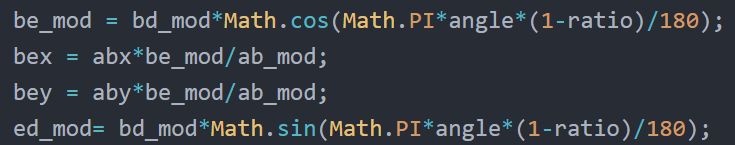 be_mod = bd_mod*Math.cos(Math.PI*angle*(1-ratio)/180);
bex = abx*be_mod/ab_mod;
bey = aby*be_mod/ab_mod;
ed_mod= bd_mod*Math.sin(Math.PI*angle*(1-ratio)/180);